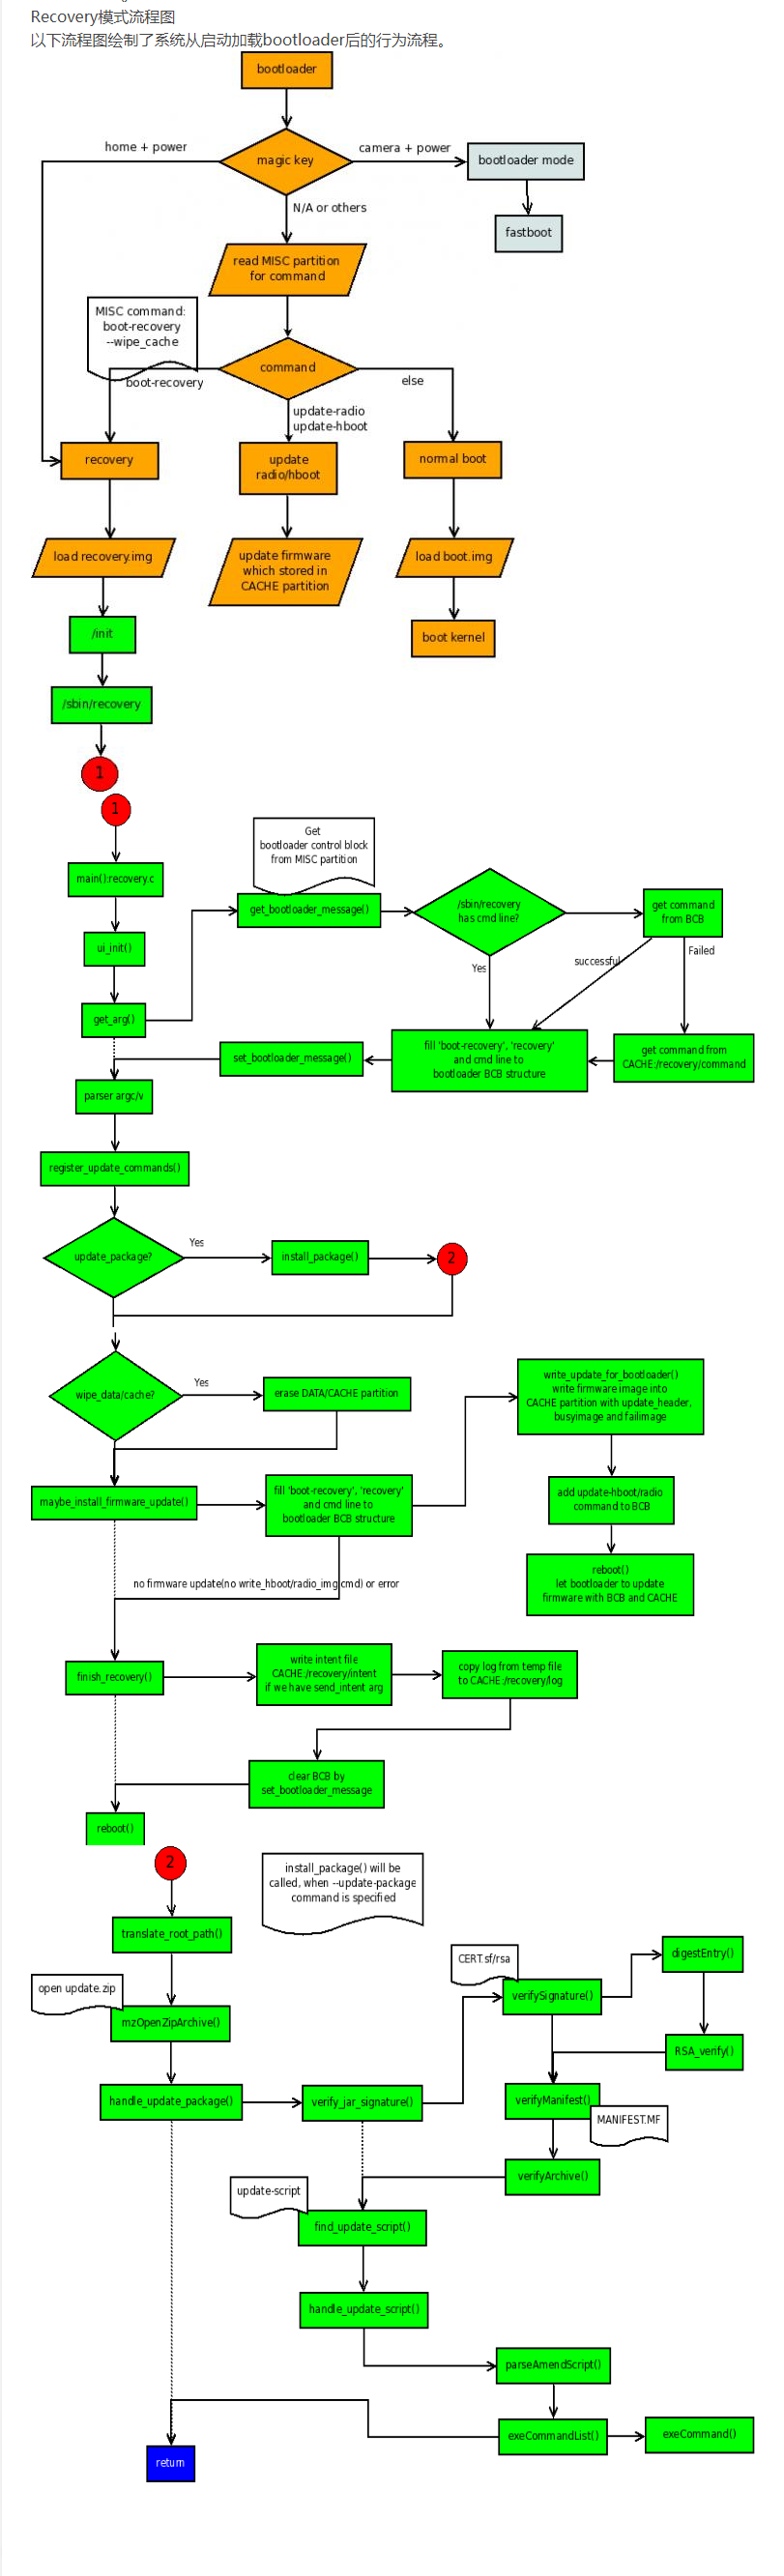 Recovery模式流程图
以下流程图绘制了系统从启动加载bootloader后的行为流程。
bootloader
home + power
magic key
camera + power
bootloader mode
N/A or others
fastboot
read MISC partition
for command
MISC command:
boot-recovery
--wipe_cache
command
boot-recovery
else
update-radio
update-hboot
recovery
update
radio/hboot
normal boot
load recovery.img
update firmware
which stored in
CACHE partition
load boot.img
/init
boot kernel
/sbin/recovery
1
1
Get
bootloader control block
from MISC partition
main():recovery.c
get_bootloader_message()
/sbin/recovery
has cmd line?
get command
from BCB
ui_init()
Yes
successful
Failed
get_arg()
set_bootloader_message()
fill 'boot-recovery', 'recovery'
and cmd line to
bootloader BCB structure
get command from
CACHE:/recovery/command
parser argc/v
register_update_commands()
update_package?
Yes
install_package()
2
wipe_data/cache?
Yes
erase DATA/CACHE partition
write_update_for_bootloader()
write firmware image into
CACHE partition with update_header,
busyimage and failimage
maybe_install_firmware_update()
fill 'boot-recovery', 'recovery'
and cmd line to
bootloader BCB structure
add update-hboot/radio
command to BCB
no firmware update(no write_hboot/radio_img cmd) or error
reboot()
let bootloader to update
firmware with BCB and CACHE
finish_recovery()
write intent file
CACHE:/recovery/intent
if we have send_intent arg
copy log from temp file
to CACHE:/recovery/log
clear BCB by
set_bootloader_message
reboot()
2
install_package() will be
called, when --update-package
command is specified
translate_root_path()
CERT.sf/rsa
digestEntry()
open update.zip
verifySignature()
mzOpenZipArchive()
RSA_verify()
handle_update_package()
verify_jar_signature()
verifyManifest()
MANIFEST.MF
verifyArchive()
update-script
find_update_script()
handle_update_script()
parseAmendScript()
exeCommandList()
exeCommand()
return